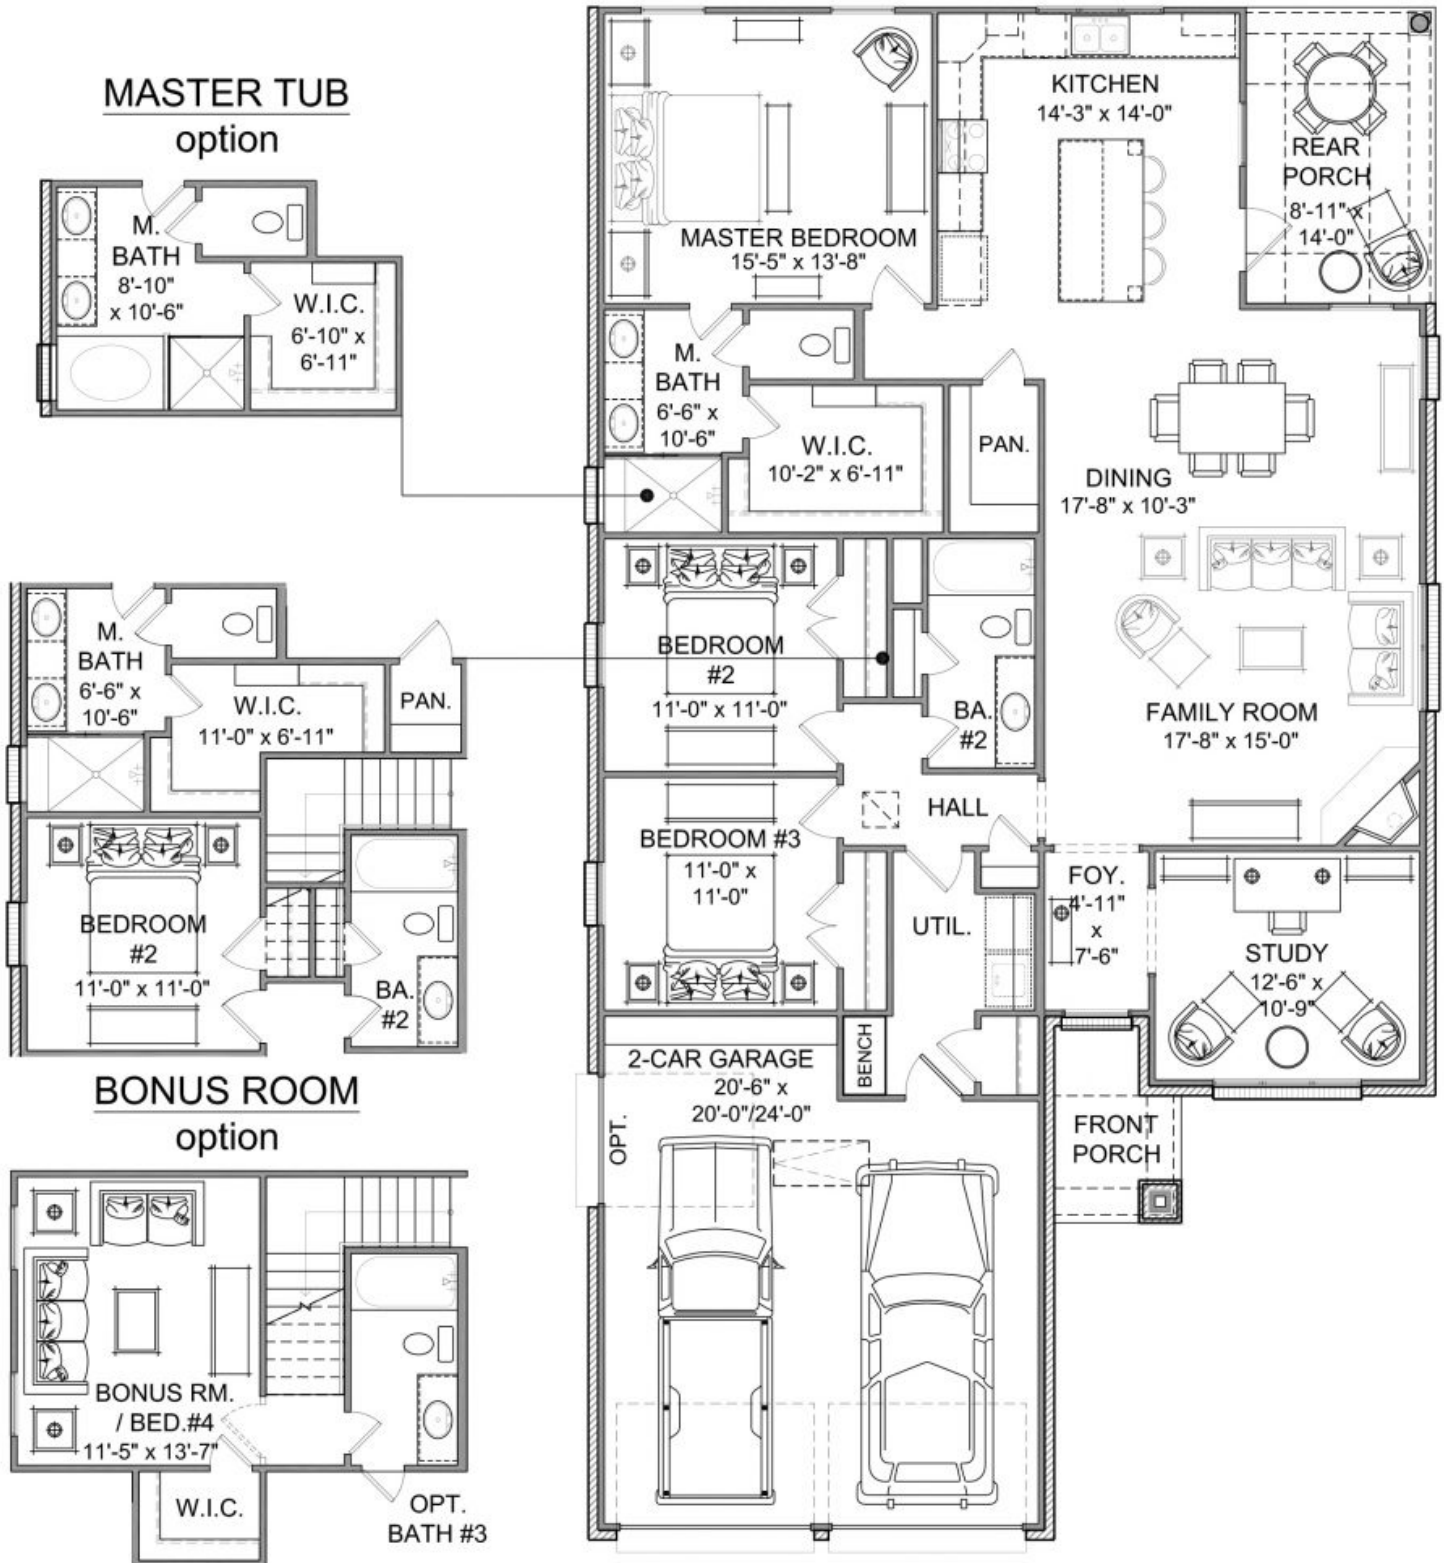 MASTER TUB
option
M.
BATH
8'-10"
x 10'-6"
W.I.C.
6'-10" x
6'-11"
MASTER BEDROOM
15'-5" x 13'-8"
KITCHEN
14'-3" x 14'-0"
REAR
PORCH
8'-11" x
14'-0"
M.
BATH
6'-6" x
10'-6"
W.I.C.
10'-2" x 6'-11"
PAN.
DINING
17'-8" x 10'-3"
M.
BATH
6'-6" x
10'-6"
W.I.C.
11'-0" x 6'-11"
PAN.
BEDROOM
#2
11'-0" x 11'-0"
BA.
#2
BONUS ROOM
option
BEDROOM
#2
11'-0" x 11'-0"
BA.
#2
FAMILY ROOM
17'-8" x 15'-0"
HALL
BEDROOM #3
11'-0" x
11'-0"
UTIL.
FOY.
4'-11"
x
7'-6"
STUDY
12'-6" x
10'-9"
BENCH
2-CAR GARAGE
20'-6" x
20'-0"/24'-0"
OPT.
FRONT
PORCH
BONUS RM.
/ BED.#4
11'-5" x 13'-7"
W.I.C.
OPT.
BATH #3